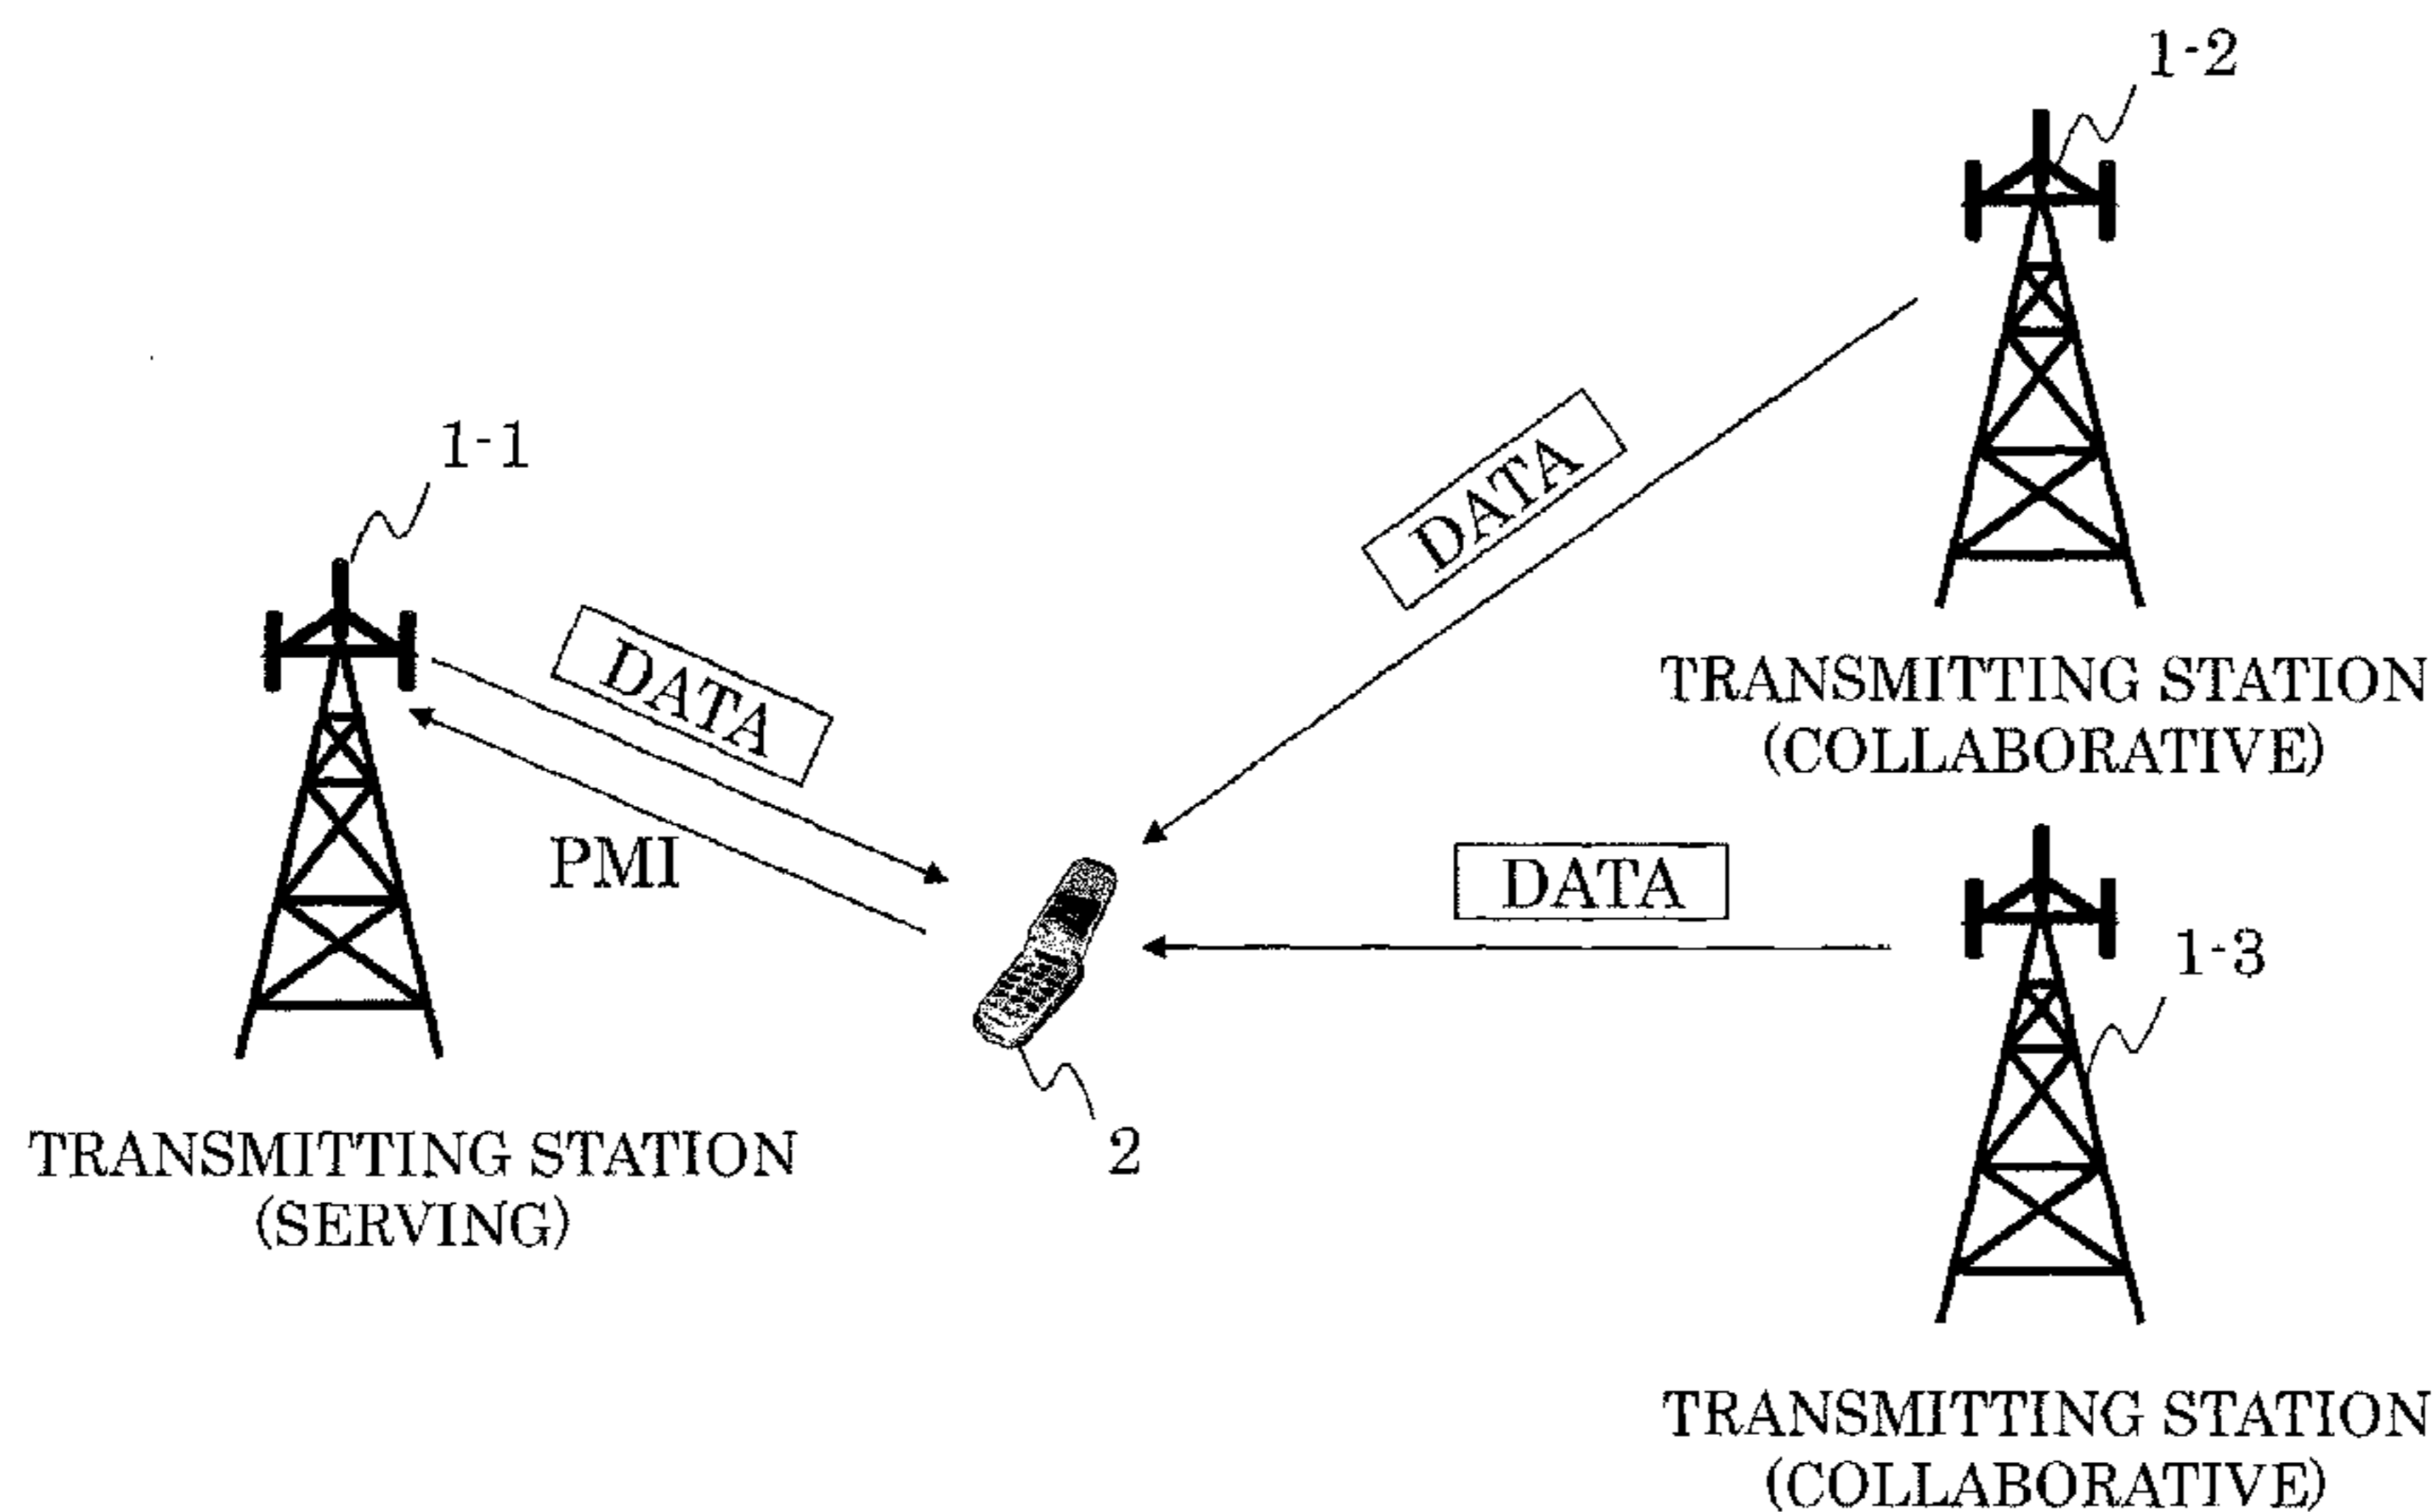 1-2
1-1
DATA
DATA
TRANSMITTING STATION
(COLLABORATIVE)
PMI
DATA
1-3
2
TRANSMITTING STATION
(SERVING)
TRANSMITTING STATION
(COLLABORATIVE)